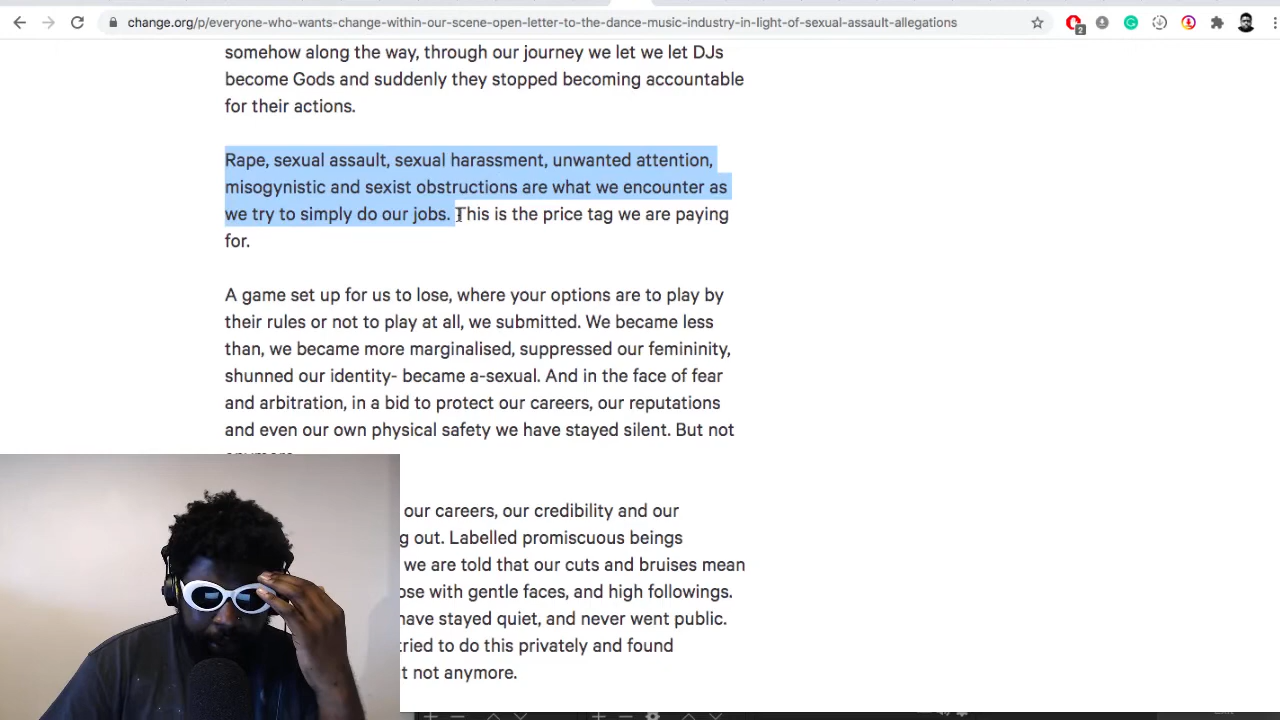 change.org/p/everyone-who-wants-change-within-our-scene-open-letter-to-the-dance-music-industry-in-light-of-sexual-assault-allegations
2
somehow along the way, through our journey we let we let DJs
become Gods and suddenly they stopped becoming accountable
for their actions.
Rape, sexual assault, sexual harassment, unwanted attention,
misogynistic and sexist obstructions are what we encounter as
we try to simply do our jobs. This is the price tag we are paying
for.
A game set up for us to lose, where your options are to play by
their rules or not to play at all, we submitted. We became less
than, we became more marginalised, suppressed our femininity,
shunned our identity- became a-sexual. And in the face of fear
and arbitration, in a bid to protect our careers, our reputations
and even our own physical safety we have stayed silent. But not
anymore.
our careers, our credibility and our
g out. Labelled promiscuous beings
we are told that our cuts and bruises mean
ose with gentle faces, and high followings.
have stayed quiet, and never went public.
tried to do this privately and found
t not anymore.